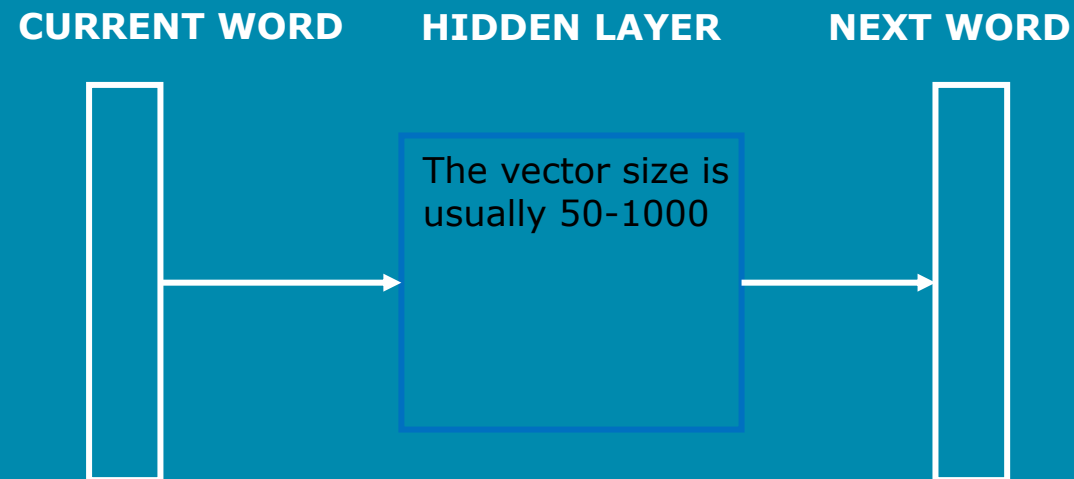 CURRENT WORD
HIDDEN LAYER
NEXT WORD
The vector size is
usually 50-1000